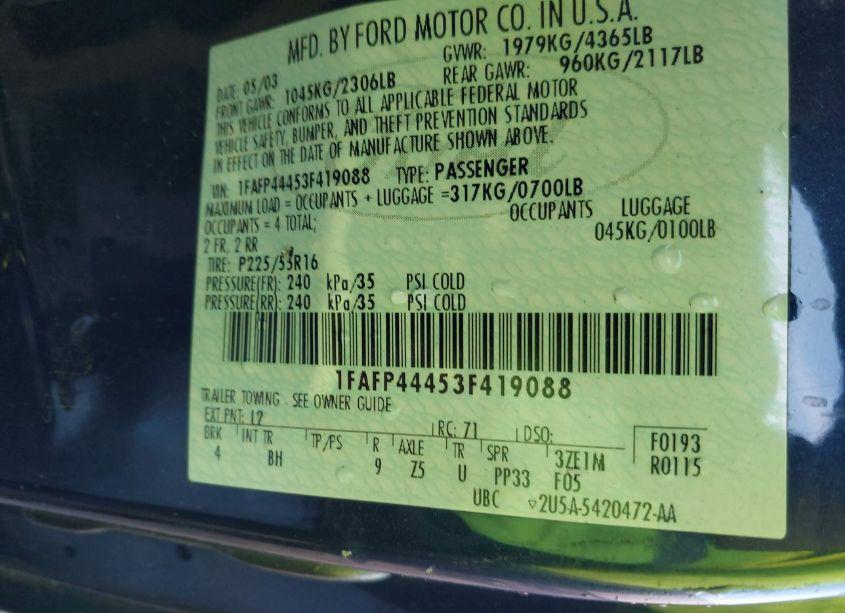 MFD. BY FORD MOTOR CO. IN U.S.A.
DATE: 05/03 GVWR: 1979KG/4365LB
FRONT GAWR: 1045KG/2306LB REAR GAWR: 960KG/2117LB
THIS VEHICLE CONFORMS TO ALL APPLICABLE FEDERAL MOTOR
VEHICLE SAFETY, BUMPER, AND THEFT PREVENTION STANDARDS
IN EFFECT ON THE DATE OF MANUFACTURE SHOWN ABOVE.
VIN: 1FAFP44453F419088 TYPE: PASSENGER
MAXIMUM LOAD = OCCUPANTS + LUGGAGE =317KG/0700LB
OCCUPANTS = 4 TOTAL; OCCUPANTS LUGGAGE
2 FR, 2 RR 045KG/0100LB
TIRE: P225/55R16
PRESSURE(FR): 240 kPa/35 PSI COLD
PRESSURE(RR): 240 kPa/35 PSI COLD
1FAFP44453F419088
TRAILER TOWING . SEE OWNER GUIDE
EXT PNT: L2 RC: 71 DSO:
BRK INT TR TP/PS R AXLE TR SPR F0193
4 BH 9 Z5 U PP33 3ZE1M R0115
F05
UBC 2U5A-5420472-AA